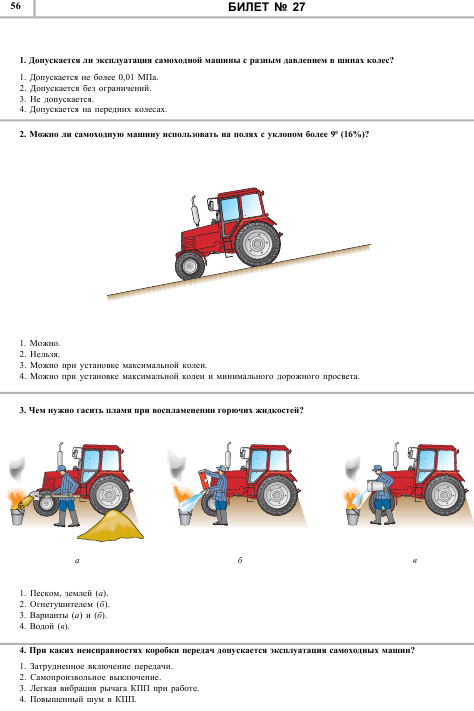 56
БИЛЕТ № 27
1. Допускается ли эксплуатация самоходной машины с разным давлением в шинах колес?
1. Допускается не более 0,01 МПа.
2. Допускается без ограничений.
3. Не допускается.
4. Допускается на передних колесах.
2. Можно ли самоходную машину использовать на полях с уклоном более 9⁰ (16%)?
1. Можно.
2. Нельзя.
3. Можно при установке максимальной колеи.
4. Можно при установке максимальной колеи и минимального дорожного просвета.
3. Чем нужно гасить пламя при воспламенении горючих жидкостей?
а б в
1. Песком, землей (а).
2. Огнетушителем (б).
3. Варианты (а) и (б).
4. Водой (в).
4. При каких неисправностях коробки передач допускается эксплуатация самоходных машин?
1. Затрудненное включение передачи.
2. Самопроизвольное выключение.
3. Легкая вибрация рычага КПП при работе.
4. Повышенный шум в КПП.